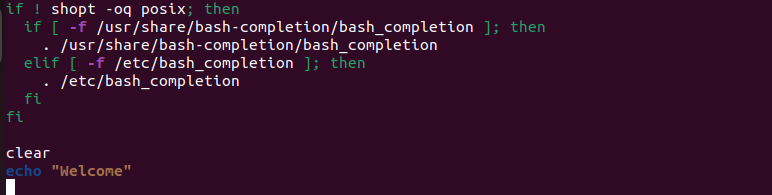 if ! shopt -oq posix; then
  if [ -f /usr/share/bash-completion/bash_completion ]; then
    . /usr/share/bash-completion/bash_completion
  elif [ -f /etc/bash_completion ]; then
    . /etc/bash_completion
  fi
fi

clear
echo "Welcome"